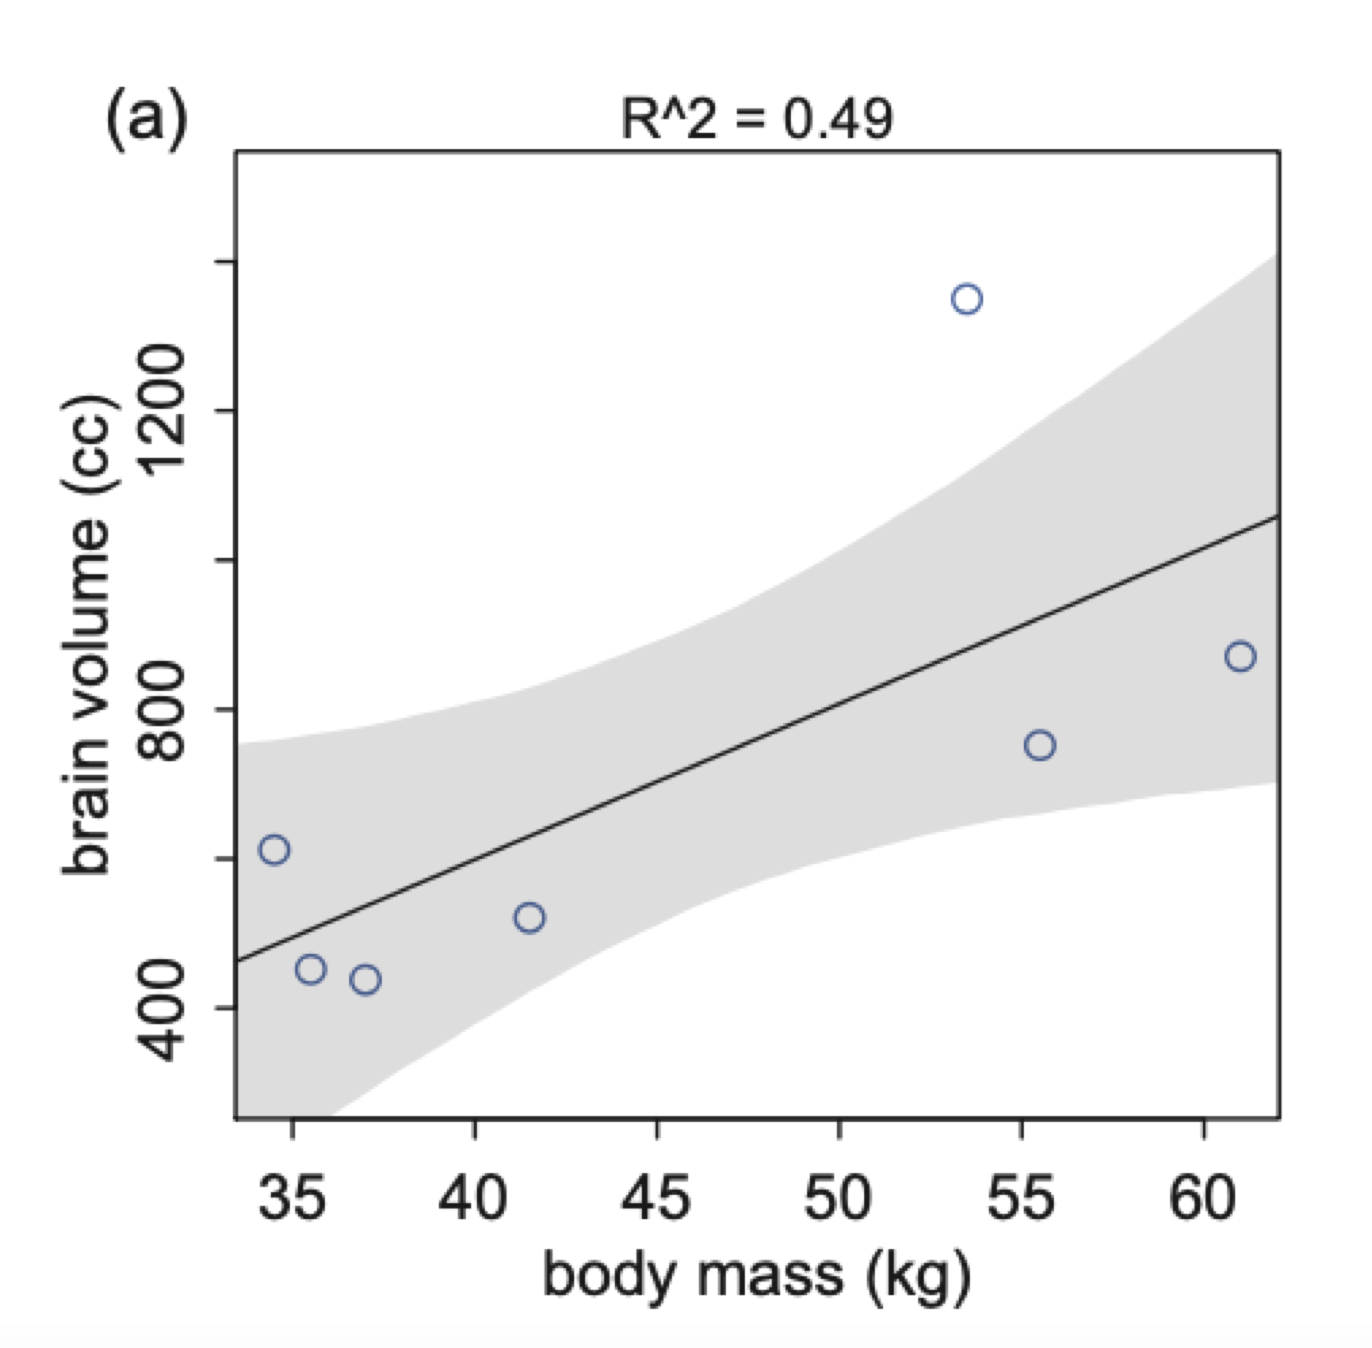 (a)
R^2 = 0.49
brain volume (cc)
1200
800
400
35 40 45 50 55 60
body mass (kg)